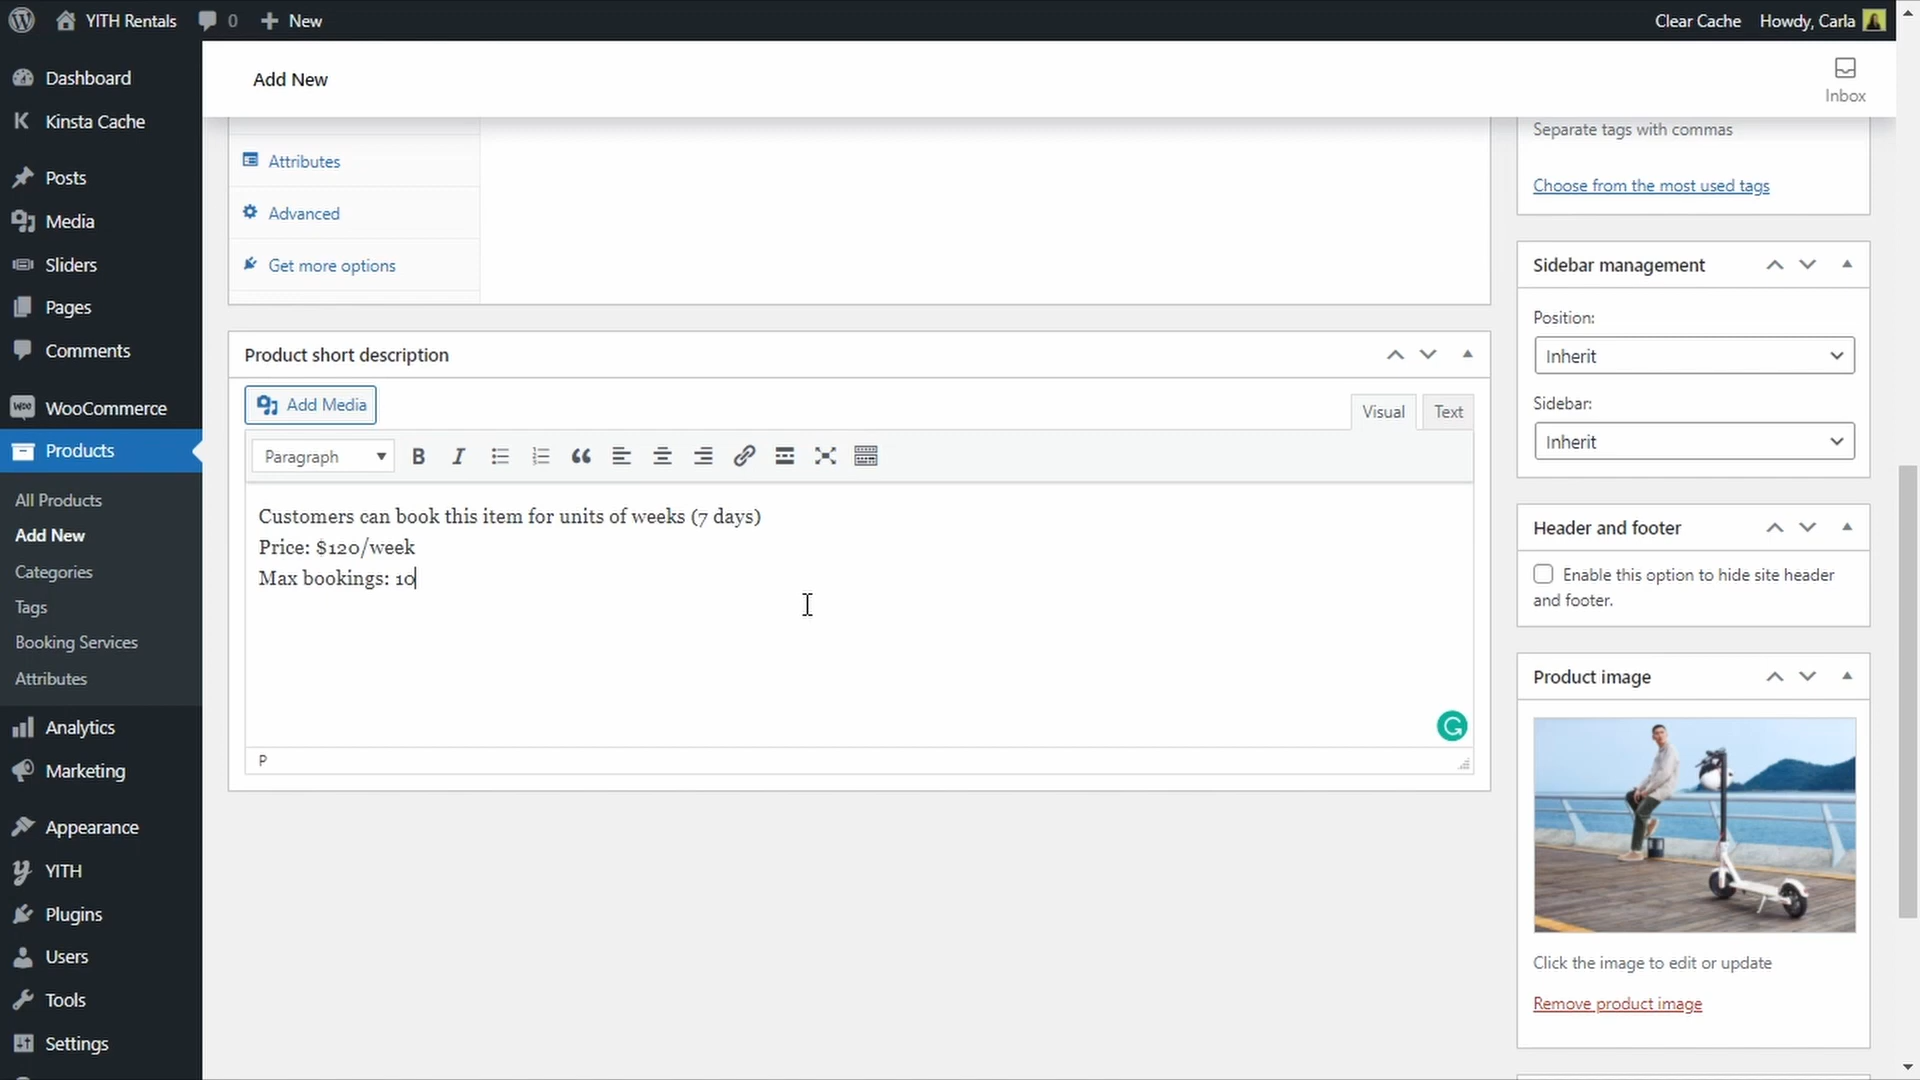 YITH Rentals
0
New
Clear Cache
Howdy, Carla
Dashboard
Kinsta Cache
Posts
Media
Sliders
Pages
Comments
WooCommerce
Products
All Products
Add New
Categories
Tags
Booking Services
Attributes
Analytics
Marketing
Appearance
YITH
Plugins
Users
Tools
Settings
Add New
Inbox
Attributes
Advanced
Get more options
Product short description
Add Media
Visual
Text
Paragraph
Customers can book this item for units of weeks (7 days)
Price: $120/week
Max bookings: 10
P
Separate tags with commas
Choose from the most used tags
Sidebar management
Position:
Inherit
Sidebar:
Inherit
Header and footer
Enable this option to hide site header
and footer.
Product image
Click the image to edit or update
Remove product image